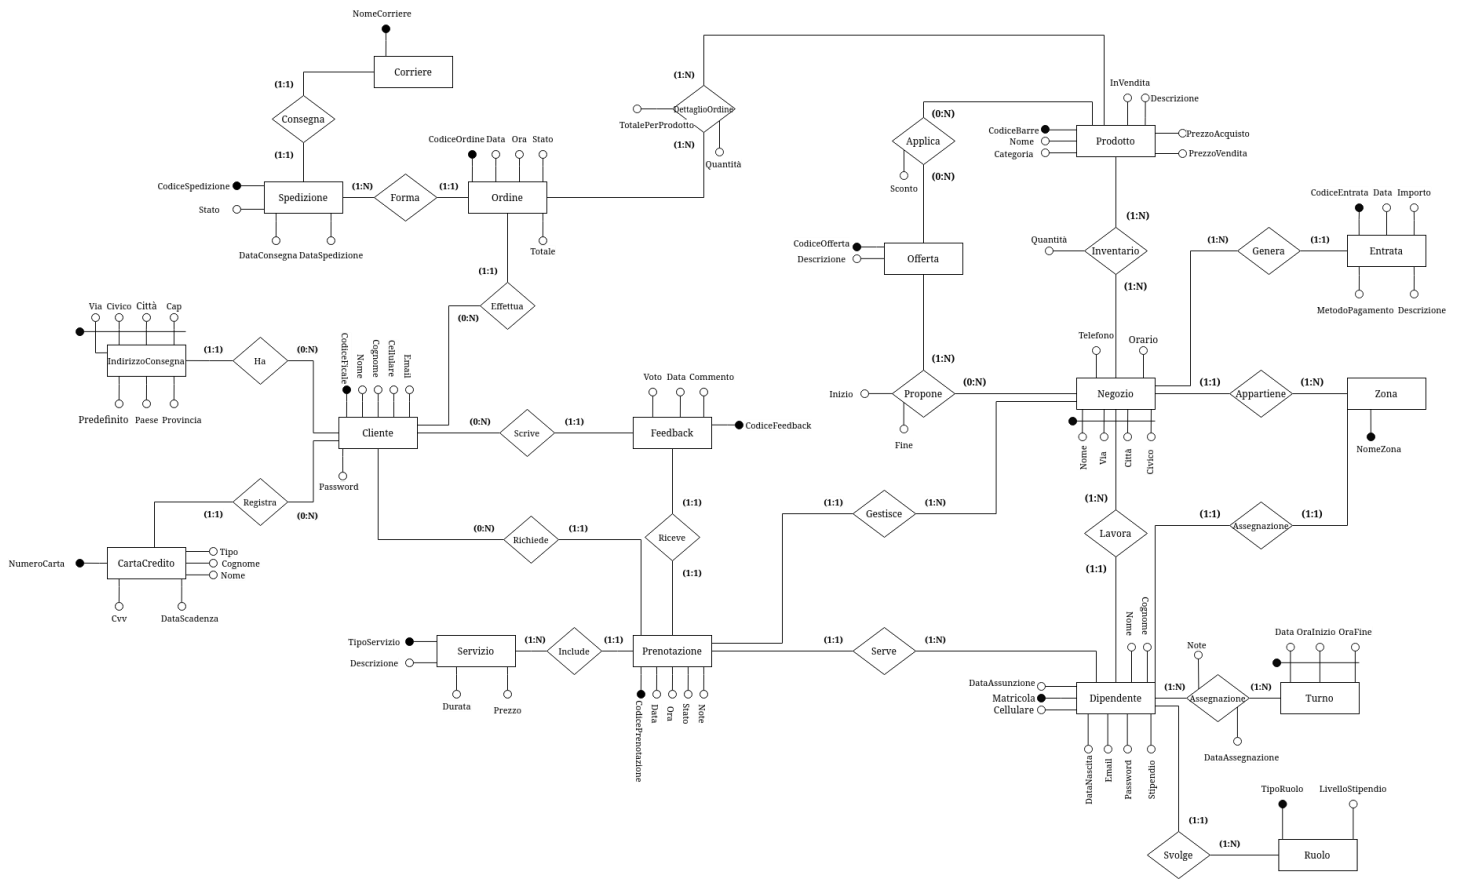 NomeCorriere
Corriere
(1:1)
(1:N)
InVendita
Descrizione
Consegna
DettaglioOrdine
TotalePerProdotto
(0:N)
Applica
CodiceBarre
Nome
Categoria
Prodotto
PrezzoAcquisto
PrezzoVendita
CodiceOrdine Data Ora Stato
(1:1)
(1:N)
Quantità
(0:N)
Sconto
CodiceSpedizione
Stato
Spedizione
(1:N)
Forma
(1:1)
Ordine
DataConsegna DataSpedizione
Totale
CodiceEntrata Data Importo
(1:N)
Quantità
Inventario
(1:N)
(1:N)
Genera
(1:1)
Entrata
MetodoPagamento Descrizione
CodiceOfferta
Descrizione
Offerta
(1:1)
Effettua
(0:N)
Via Civico Città Cap
IndirizzoConsegna
(1:1)
Ha
(0:N)
Predefinito Paese Provincia
CodiceFicale
Nome
Cognome
Cellulare
Email
Cliente
Password
(0:N)
Scrive
(1:1)
Voto Data Commento
Feedback
CodiceFeedback
(1:N)
Inizio
Propone
(0:N)
Fine
Telefono
Orario
Negozio
Nome
Via
Città
Civico
(1:1)
Appartiene
(1:N)
Zona
NomeZona
Registra
(1:1)
(0:N)
NumeroCarta
CartaCredito
Tipo
Cognome
Nome
Cvv
DataScadenza
(0:N)
Richiede
(1:1)
(1:1)
Riceve
(1:1)
(1:1)
Gestisce
(1:N)
(1:N)
Lavora
(1:1)
(1:1)
Assegnazione
(1:1)
TipoServizio
Descrizione
Servizio
Durata
Prezzo
(1:N)
Include
(1:1)
Prenotazione
CodicePrenotazione
Data
Ora
Stato
Note
(1:1)
Serve
(1:N)
Nome
Cognome
DataAssunzione
Matricola
Cellulare
Dipendente
DataNascita
Email
Password
Stipendio
Note
(1:N)
Assegnazione
(1:N)
DataAssegnazione
Data OraInizio OraFine
Turno
(1:1)
Svolge
(1:N)
TipoRuolo
LivelloStipendio
Ruolo